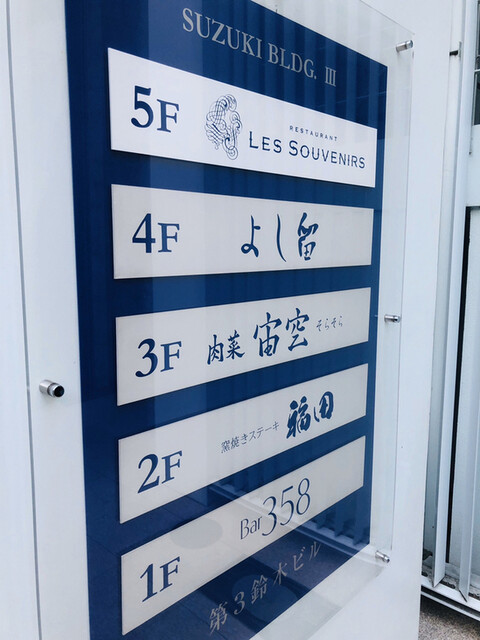 SUZUKI BLDG. III
5F RESTAURANT
LES SOUVENIRS
4F よし留
3F 肉菜 宙空 そらそら
2F 窯焼きステーキ 福田
1F Bar 358
第3鈴木ビル